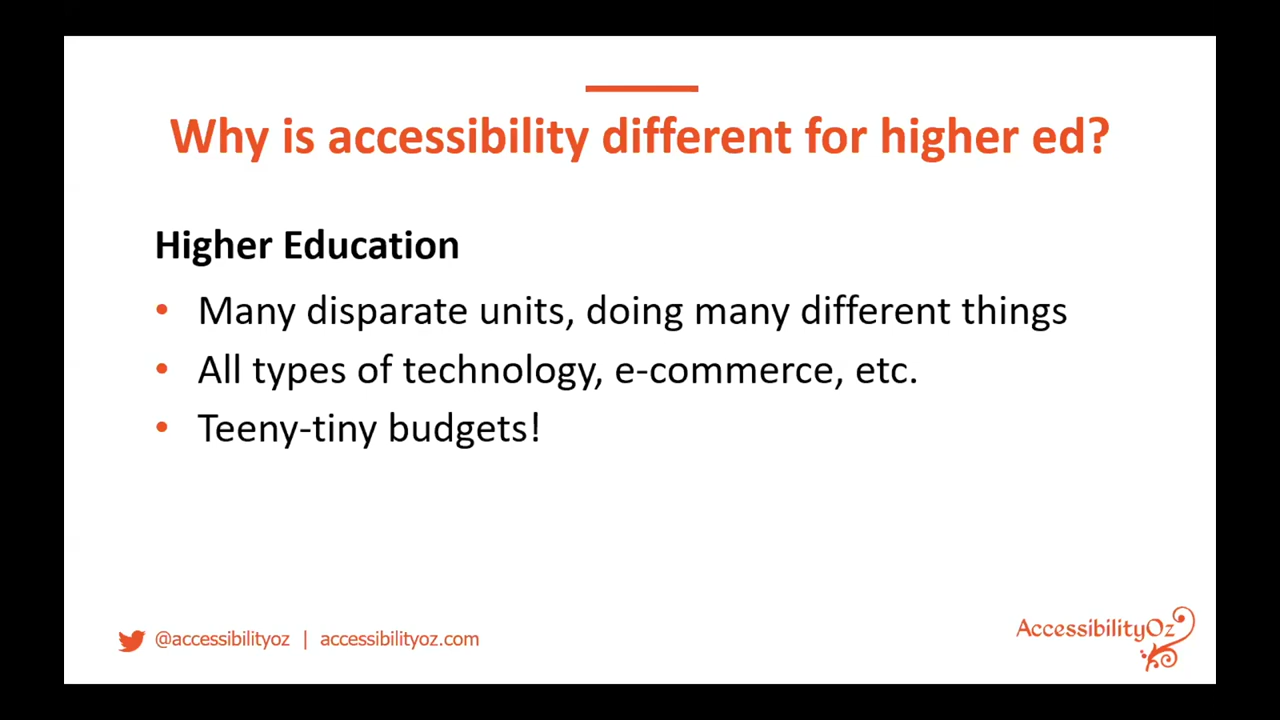 Why is accessibility different for higher ed?
Higher Education
• Many disparate units, doing many different things
• All types of technology, e-commerce, etc.
• Teeny-tiny budgets!
@accessibilityoz | accessibilityoz.com
AccessibilityOz